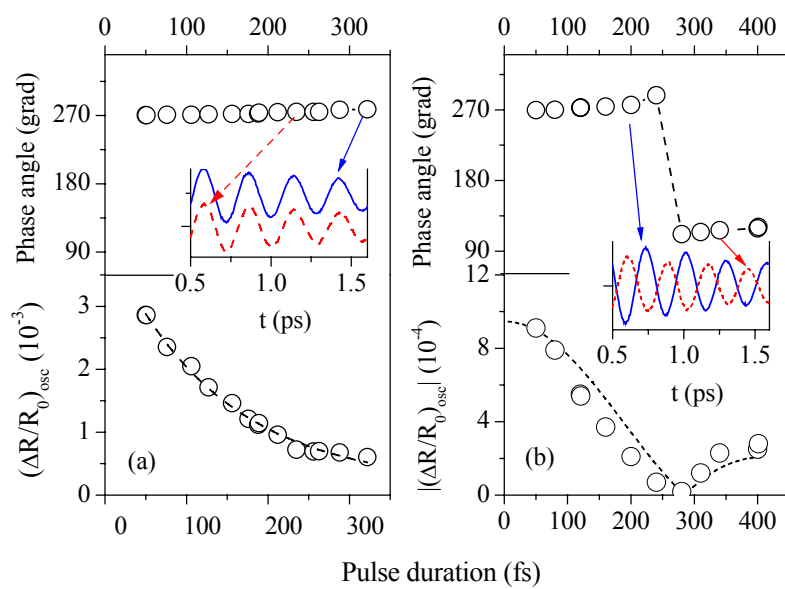 0 100 200 300
0 100 200 300 400
Phase angle (grad)
270
180
90
0.5 1.0 1.5
t (ps)
(ΔR/R₀)osc (10⁻³)
3
2
1
0
(a)
0 100 200 300
Phase angle (grad)
270
180
90
12
0.5 1.0 1.5
t (ps)
|(ΔR/R₀)osc| (10⁻⁴)
8
4
0
(b)
0 100 200 300 400
Pulse duration (fs)